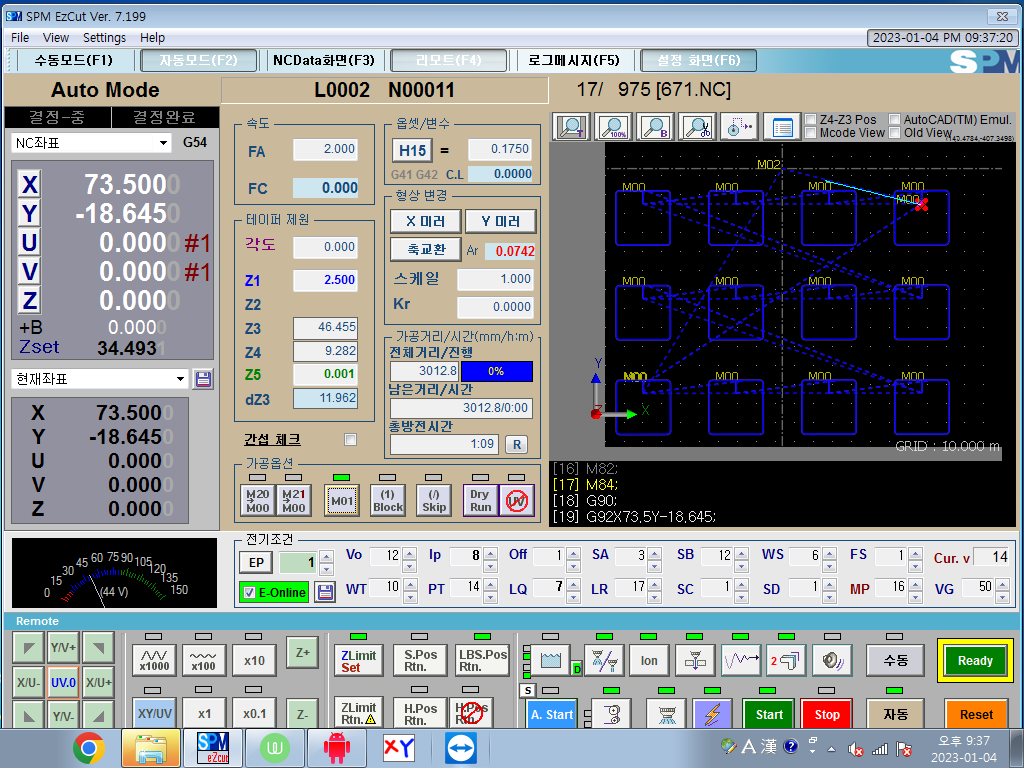 SPM EzCut Ver. 7.199
File View Settings Help
2023-01-04 PM 09:37:20
수동모드(F1) 자동모드(F2) NCData화면(F3) 리모트(F4) 로그메시지(F5) 설정 화면(F6)
SPM
Auto Mode
L0002 N00011
17/ 975 [671.NC]
결정-중 결정완료
NC좌표 G54
X 73.5000
Y -18.6450
U 0.0000 #1
V 0.0000 #1
Z 0.0000
+B 0.0000
Zset 34.4931
현재좌표
X 73.5000
Y -18.6450
U 0.0000
V 0.0000
Z 0.0000
속도
FA 2.000
FC 0.000
테이퍼 제원
각도 0.000
Z1 2.500
Z2
Z3 46.455
Z4 9.282
Z5 0.001
dZ3 11.962
간섭 체크
옵셋/변수
H15 = 0.1750
G41 G42 C.L 0.0000
형상 변경
X 미러 Y 미러
축교환 Ar 0.0742
스케일 1.000
Kr 0.0000
가공거리/시간(mm/h:m)
전체거리/진행
3012.8 0%
남은거리/시간
3012.8/0:00
총방전시간
1:09 R
가공옵션
M20 M00 M21 M00 M01 (1) Block (/) Skip Dry Run UV
T 100% B
Z4-Z3 Pos AutoCAD(TM) Emul.
Mcode View Old View
(140.4784,-407.3498)
M02
M00 M00 M00 M00
M00
M00 M00 M00 M00
M00 M00 M00 M00
Y
X
GRID : 10.000 m
[16] M82;
[17] M84;
[18] G90;
[19] G92X73.5Y-18.645;
0 15 30 45 60 75 90 105 120 135 150
(44 V)
전기조건
EP 1
E-Online
Vo 12 Ip 8 Off 1 SA 3 SB 12 WS 6 FS 1 Cur. v 14
WT 10 PT 14 LQ 7 LR 17 SC 1 SD 1 MP 16 VG 50
Remote
Y/V+
X/U- UV.0 X/U+
Y/V-
x1000 x100 x10 Z+
XY/UV x1 x0.1 Z-
ZLimit Set S.Pos Rtn. LBS.Pos Rtn.
ZLimit Rtn. H.Pos Rtn. H.Pos Rtn.
D Ion 2 수동 Ready
S A. Start Start Stop 자동 Reset
SPM eZcut
XY
A 漢
오후 9:37
2023-01-04